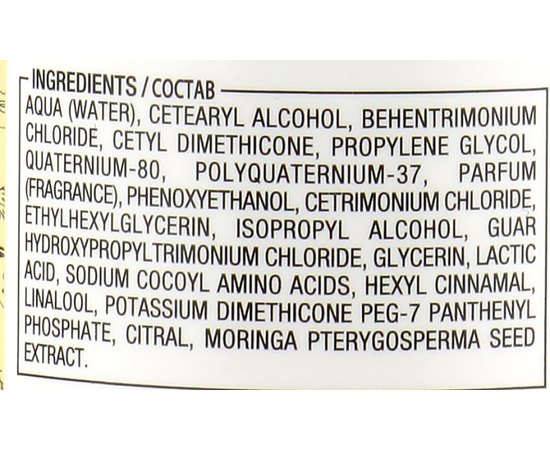 INGREDIENTS / СОСТАВ
AQUA (WATER), CETEARYL ALCOHOL, BEHENTRIMONIUM
CHLORIDE, CETYL DIMETHICONE, PROPYLENE GLYCOL,
QUATERNIUM-80, POLYQUATERNIUM-37, PARFUM
(FRAGRANCE), PHENOXYETHANOL, CETRIMONIUM CHLORIDE,
ETHYLHEXYLGLYCERIN, ISOPROPYL ALCOHOL, GUAR
HYDROXYPROPYLTRIMONIUM CHLORIDE, GLYCERIN, LACTIC
ACID, SODIUM COCOYL AMINO ACIDS, HEXYL CINNAMAL,
LINALOOL, POTASSIUM DIMETHICONE PEG-7 PANTHENYL
PHOSPHATE, CITRAL, MORINGA PTERYGOSPERMA SEED
EXTRACT.